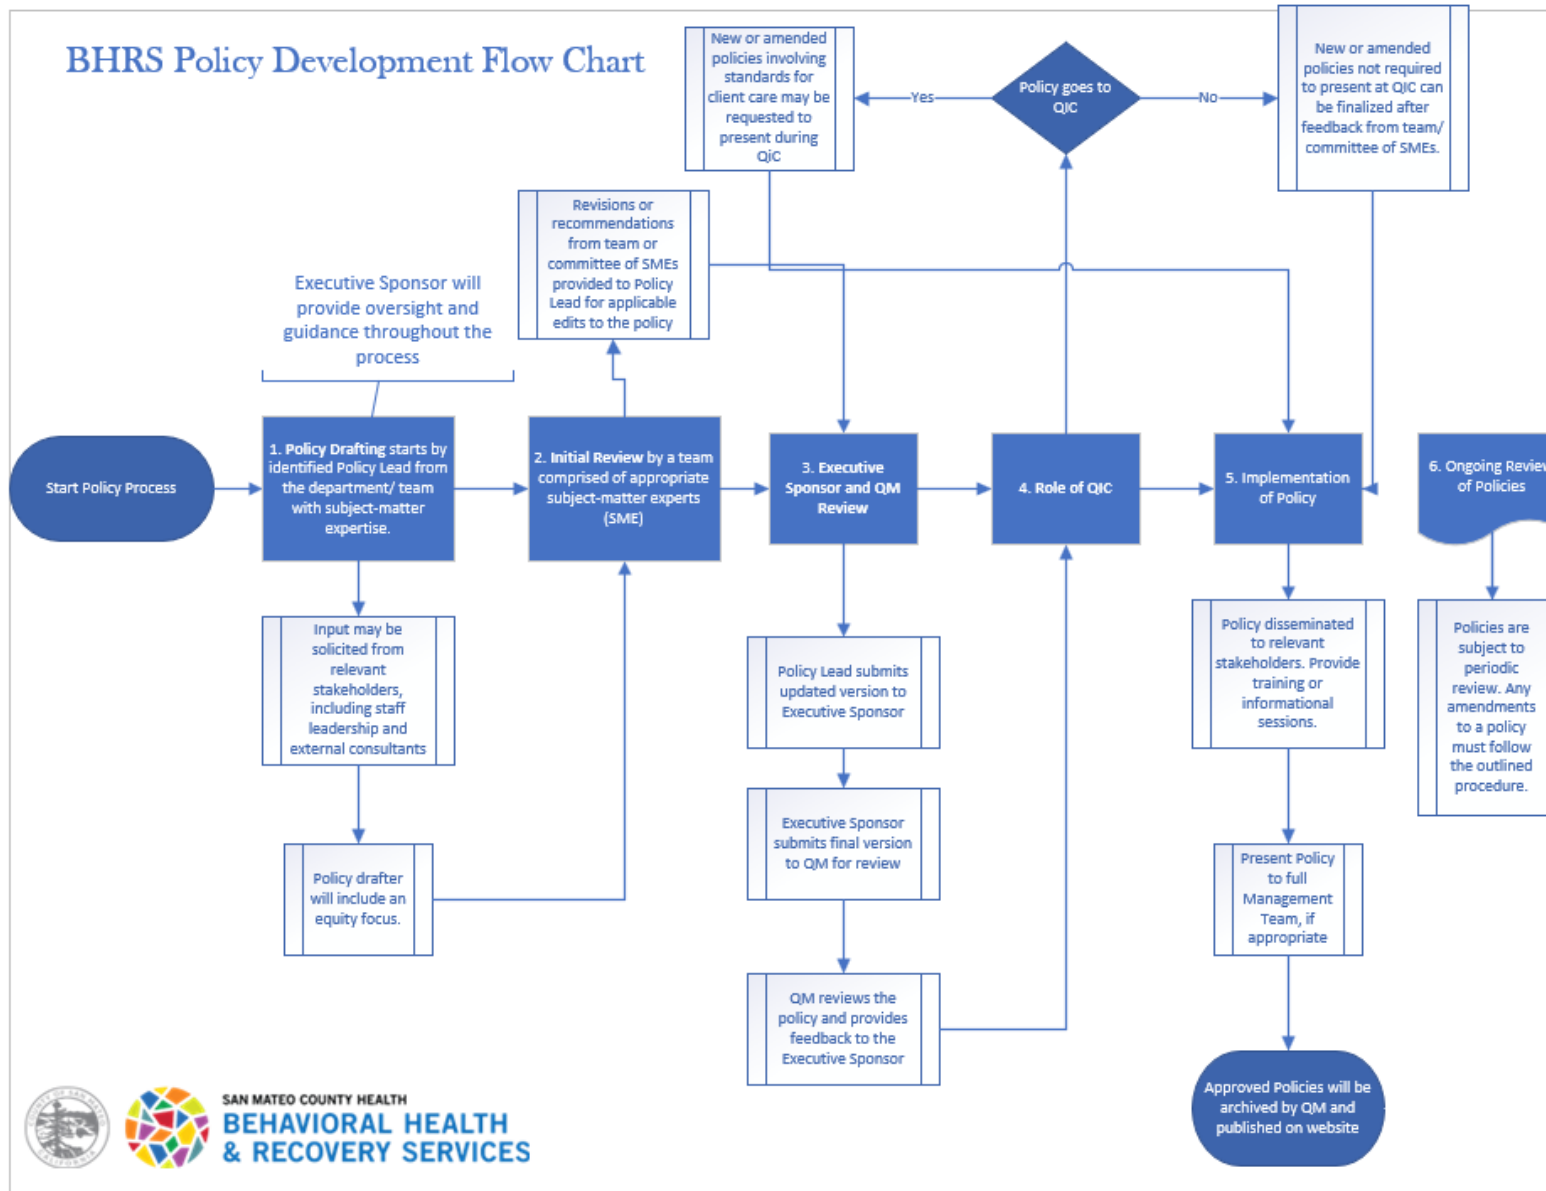 BHRS Policy Development Flow Chart
New or amended
policies involving
standards for
client care may be
requested to
present during
QIC
Yes
Policy goes to
QIC
No
New or amended
policies not required
to present at QIC can
be finalized after
feedback from team/
committee of SMEs.
Revisions or
recommendations
from team or
committee of SMEs
provided to Policy
Lead for applicable
edits to the policy
Executive Sponsor will
provide oversight and
guidance throughout the
process
Start Policy Process
1. Policy Drafting starts by
identified Policy Lead from
the department/ team
with subject-matter
expertise.
2. Initial Review by a team
comprised of appropriate
subject-matter experts
(SME)
3. Executive
Sponsor and QM
Review
4. Role of QIC
5. Implementation
of Policy
6. Ongoing Review
of Policies
Input may be
solicited from
relevant
stakeholders,
including staff
leadership and
external consultants
Policy drafter
will include an
equity focus.
Policy Lead submits
updated version to
Executive Sponsor
Executive Sponsor
submits final version
to QM for review
QM reviews the
policy and provides
feedback to the
Executive Sponsor
Policy disseminated
to relevant
stakeholders. Provide
training or
informational
sessions.
Present Policy
to full
Management
Team, if
appropriate
Approved Policies will be
archived by QM and
published on website
Policies are
subject to
periodic
review. Any
amendments
to a policy
must follow
the outlined
procedure.
COUNTY OF SAN MATEO
CALIFORNIA
SAN MATEO COUNTY HEALTH
BEHAVIORAL HEALTH
& RECOVERY SERVICES